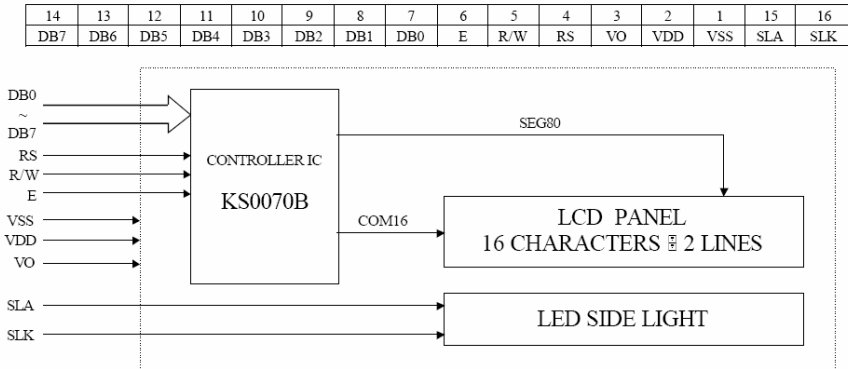 14 13 12 11 10 9 8 7 6 5 4 3 2 1 15 16
DB7 DB6 DB5 DB4 DB3 DB2 DB1 DB0 E R/W RS VO VDD VSS SLA SLK
DB0
~
DB7
RS
R/W
E
VSS
VDD
VO
SLA
SLK
CONTROLLER IC
KS0070B
SEG80
COM16
LCD PANEL
16 CHARACTERS 2 LINES
LED SIDE LIGHT